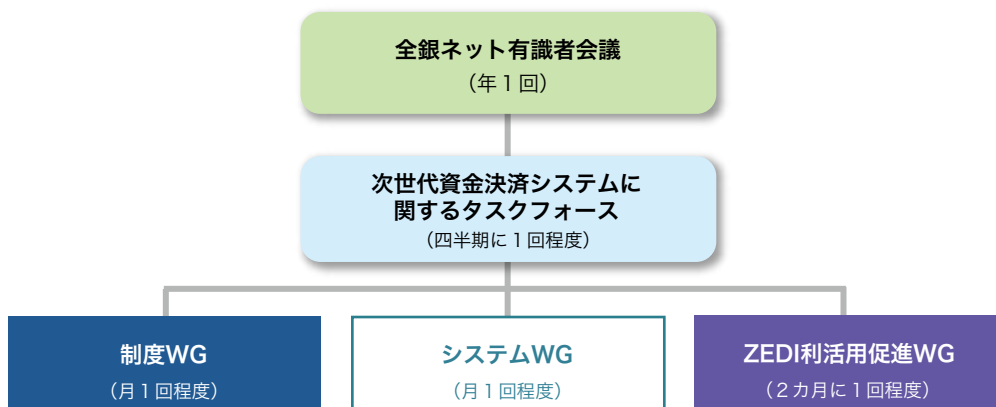 全銀ネット有識者会議
（年１回）
次世代資金決済システムに
関するタスクフォース
（四半期に１回程度）
制度WG
（月１回程度）
システムWG
（月１回程度）
ZEDI利活用促進WG
（２カ月に１回程度）